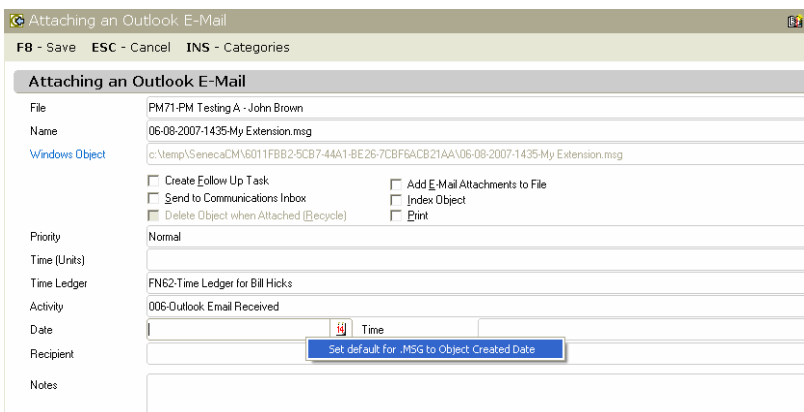 Attaching an Outlook E-Mail
F8 - Save ESC - Cancel INS - Categories
Attaching an Outlook E-Mail
File PM71-PM Testing A - John Brown
Name 06-08-2007-1435-My Extension.msg
Windows Object c:\temp\SenecaCM\6011FBB2-5CB7-44A1-BE26-7CBF6ACB21AA\06-08-2007-1435-My Extension.msg
Create Follow Up Task Add E-Mail Attachments to File
Send to Communications Inbox Index Object
Delete Object when Attached (Recycle) Print
Priority Normal
Time (Units)
Time Ledger FN62-Time Ledger for Bill Hicks
Activity 006-Outlook Email Received
Date 14 Time
Set default for .MSG to Object Created Date
Recipient
Notes